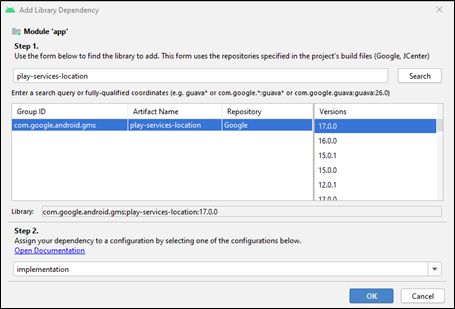 Add Library Dependency
Module 'app'
Step 1.
Use the form below to find the library to add. This form uses the repositories specified in the project's build files (Google, JCenter)
play-services-location
Search
Enter a search query or fully-qualified coordinates (e.g. guava* or com.google.*:guava* or com.google.guava:guava:26.0)
Group ID Artifact Name Repository Versions
com.google.android.gms play-services-location Google 17.0.0
16.0.0
15.0.1
15.0.0
12.0.1
12.0.0
Library: com.google.android.gms:play-services-location:17.0.0
Step 2.
Assign your dependency to a configuration by selecting one of the configurations below.
Open Documentation
implementation
OK Cancel